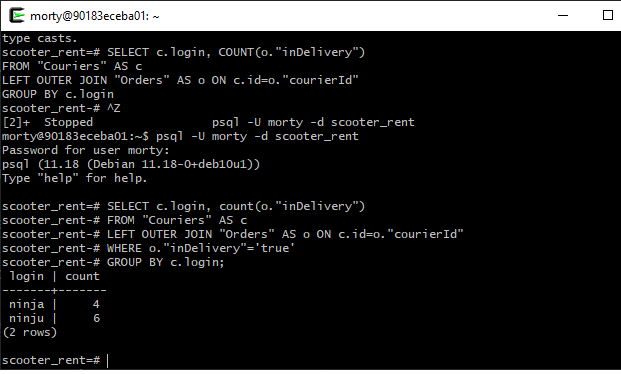 morty@90183eceba01: ~
type casts.
scooter_rent=# SELECT c.login, COUNT(o."inDelivery")
FROM "Couriers" AS c
LEFT OUTER JOIN "Orders" AS o ON c.id=o."courierId"
GROUP BY c.login
scooter_rent-# ^Z
[2]+  Stopped                 psql -U morty -d scooter_rent
morty@90183eceba01:~$ psql -U morty -d scooter_rent
Password for user morty:
psql (11.18 (Debian 11.18-0+deb10u1))
Type "help" for help.
scooter_rent=# SELECT c.login, count(o."inDelivery")
scooter_rent-# FROM "Couriers" AS c
scooter_rent-# LEFT OUTER JOIN "Orders" AS o ON c.id=o."courierId"
scooter_rent-# WHERE o."inDelivery"='true'
scooter_rent-# GROUP BY c.login;
 login | count
-------+-------
 ninja |     4
 ninju |     6
(2 rows)
scooter_rent=#